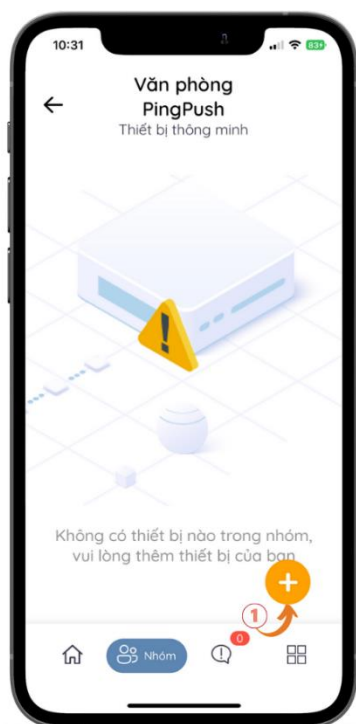 10:31
83
Văn phòng
PingPush
Thiết bị thông minh
Không có thiết bị nào trong nhóm,
vui lòng thêm thiết bị của bạn
+
1
0
Nhóm